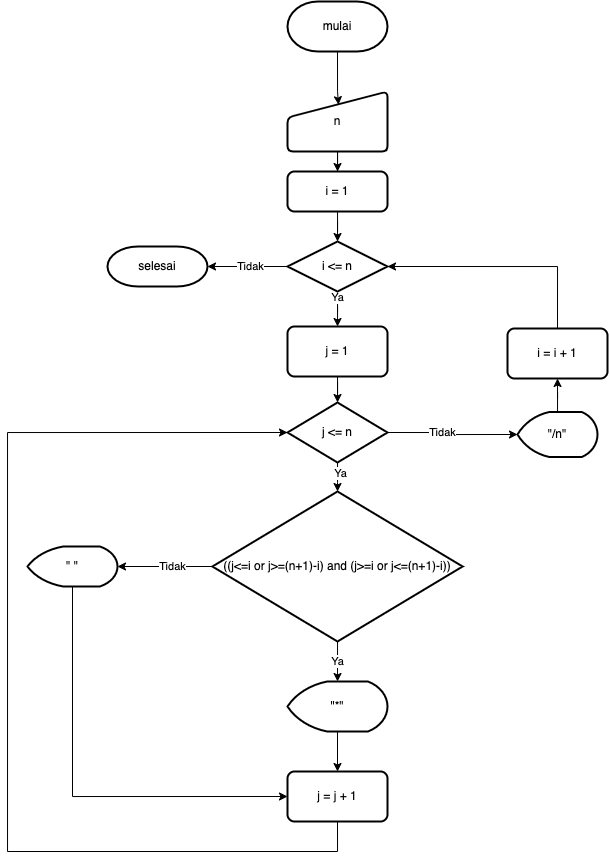 mulai
n
i = 1
i <= n
Tidak
selesai
Ya
j = 1
i = i + 1
j <= n
Tidak
"/n"
Ya
((j<=i or j>=(n+1)-i) and (j>=i or j<=(n+1)-i))
Tidak
" "
Ya
"*"
j = j + 1